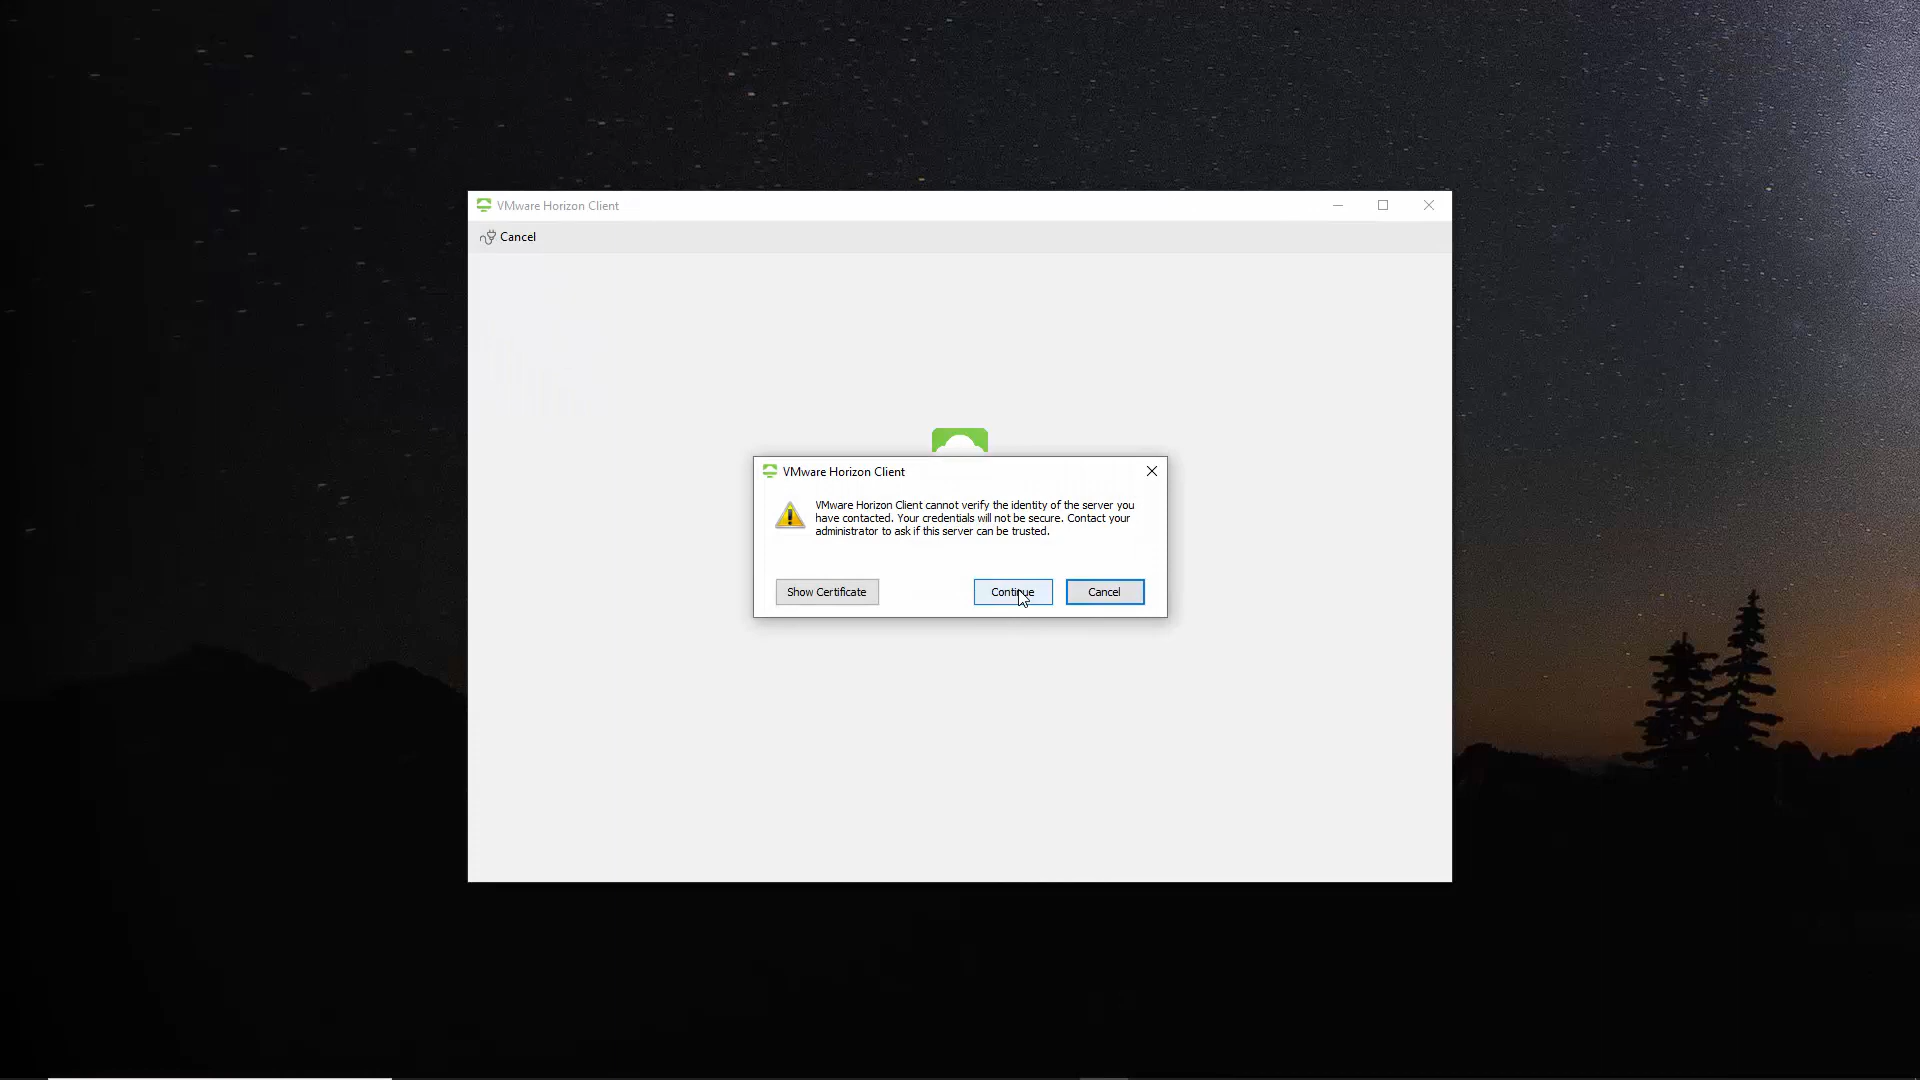 VMware Horizon Client
Cancel
VMware Horizon Client
VMware Horizon Client cannot verify the identity of the server you
have contacted. Your credentials will not be secure. Contact your
administrator to ask if this server can be trusted.
Show Certificate
Continue
Cancel